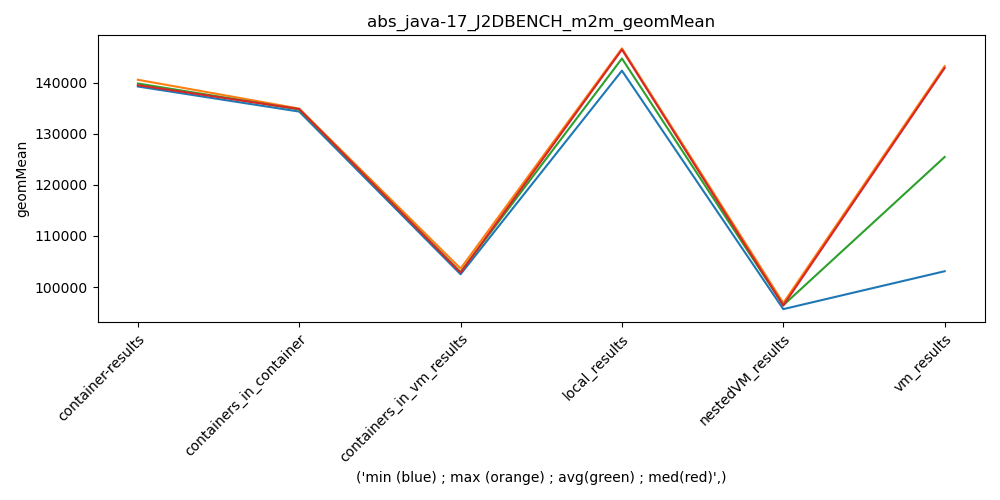 abs_java-17_J2DBENCH_m2m_geomMean
geomMean
140000
130000
120000
110000
100000
container-results
containers_in_container
containers_in_vm_results
local_results
nestedVM_results
vm_results
('min (blue) ; max (orange) ; avg(green) ; med(red)',)